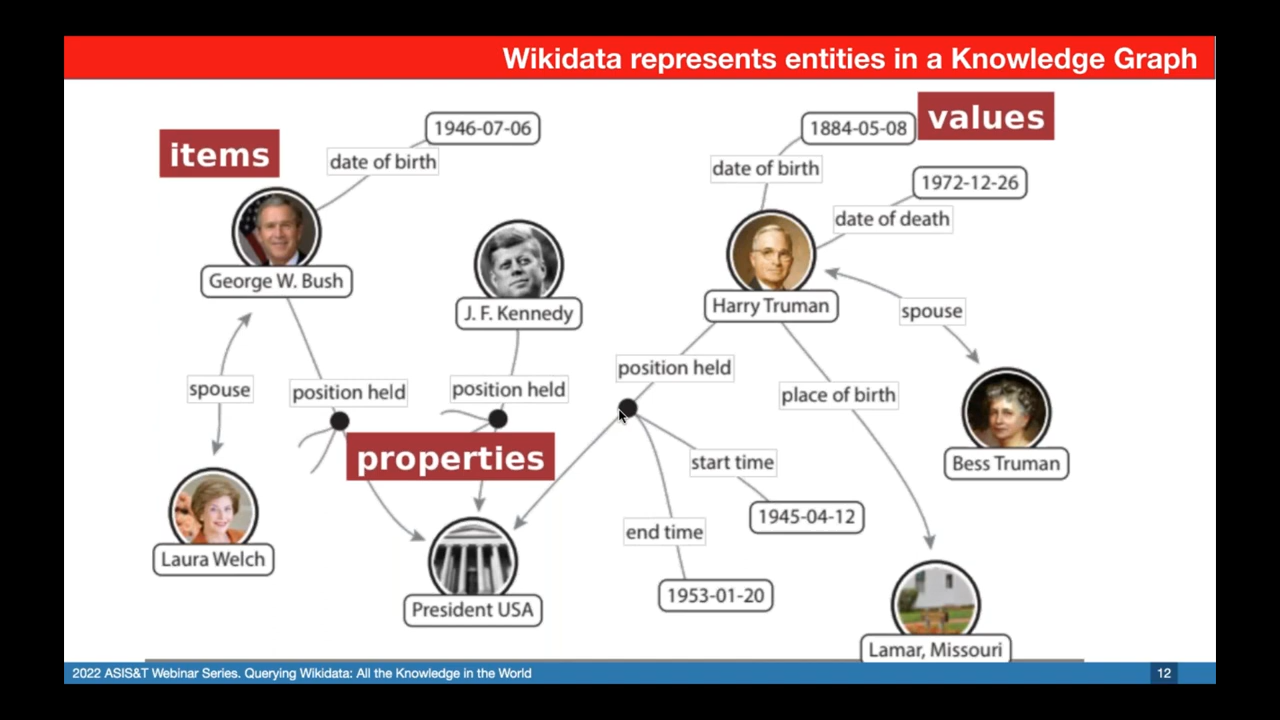 Wikidata represents entities in a Knowledge Graph
items
values
1946-07-06
date of birth
George W. Bush
J. F. Kennedy
1884-05-08
date of birth
1972-12-26
date of death
Harry Truman
spouse
position held
position held
position held
place of birth
spouse
Bess Truman
properties
start time
1945-04-12
end time
1953-01-20
Laura Welch
President USA
Lamar, Missouri
2022 ASIS&T Webinar Series. Querying Wikidata: All the Knowledge in the World
12